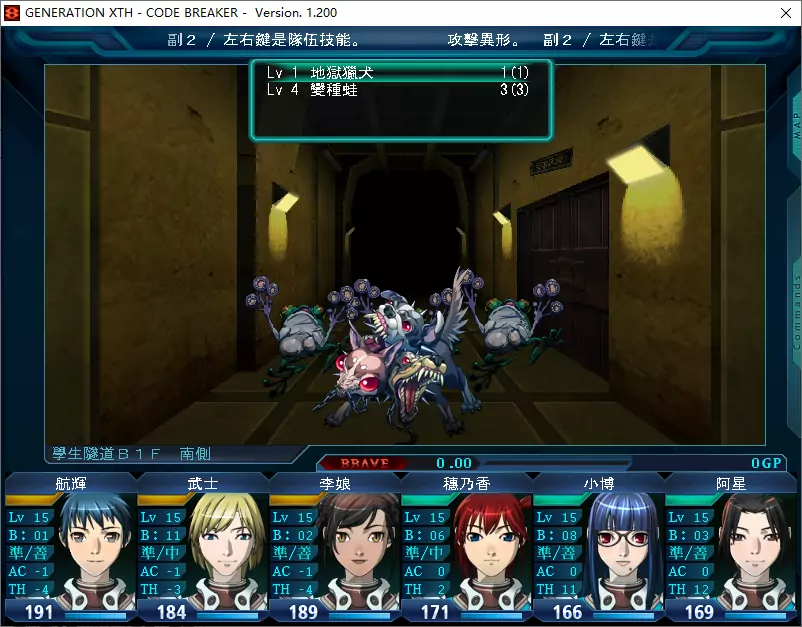 GENERATION XTH - CODE BREAKER - Version. 1.200
副２ / 左右鍵是隊伍技能。 攻擊異形。 副２ / 左右鍵
Lv 1 地獄獵犬 1(1)
Lv 4 變種蛙 3(3)
MAP
Commands
學生隧道Ｂ１Ｆ 南側
BRAVE 0.00 0GP
航輝 武士 李娘 穗乃香 小博 阿星
Lv 15 Lv 15 Lv 15 Lv 15 Lv 15 Lv 15
B: 01 B: 11 B: 02 B: 06 B: 08 B: 03
準/善 準/中 準/善 準/中 準/善 準/善
AC -1 AC -1 AC -1 AC 0 AC 0 AC 0
TH -4 TH -3 TH -4 TH 2 TH 11 TH 12
191 184 189 171 166 169